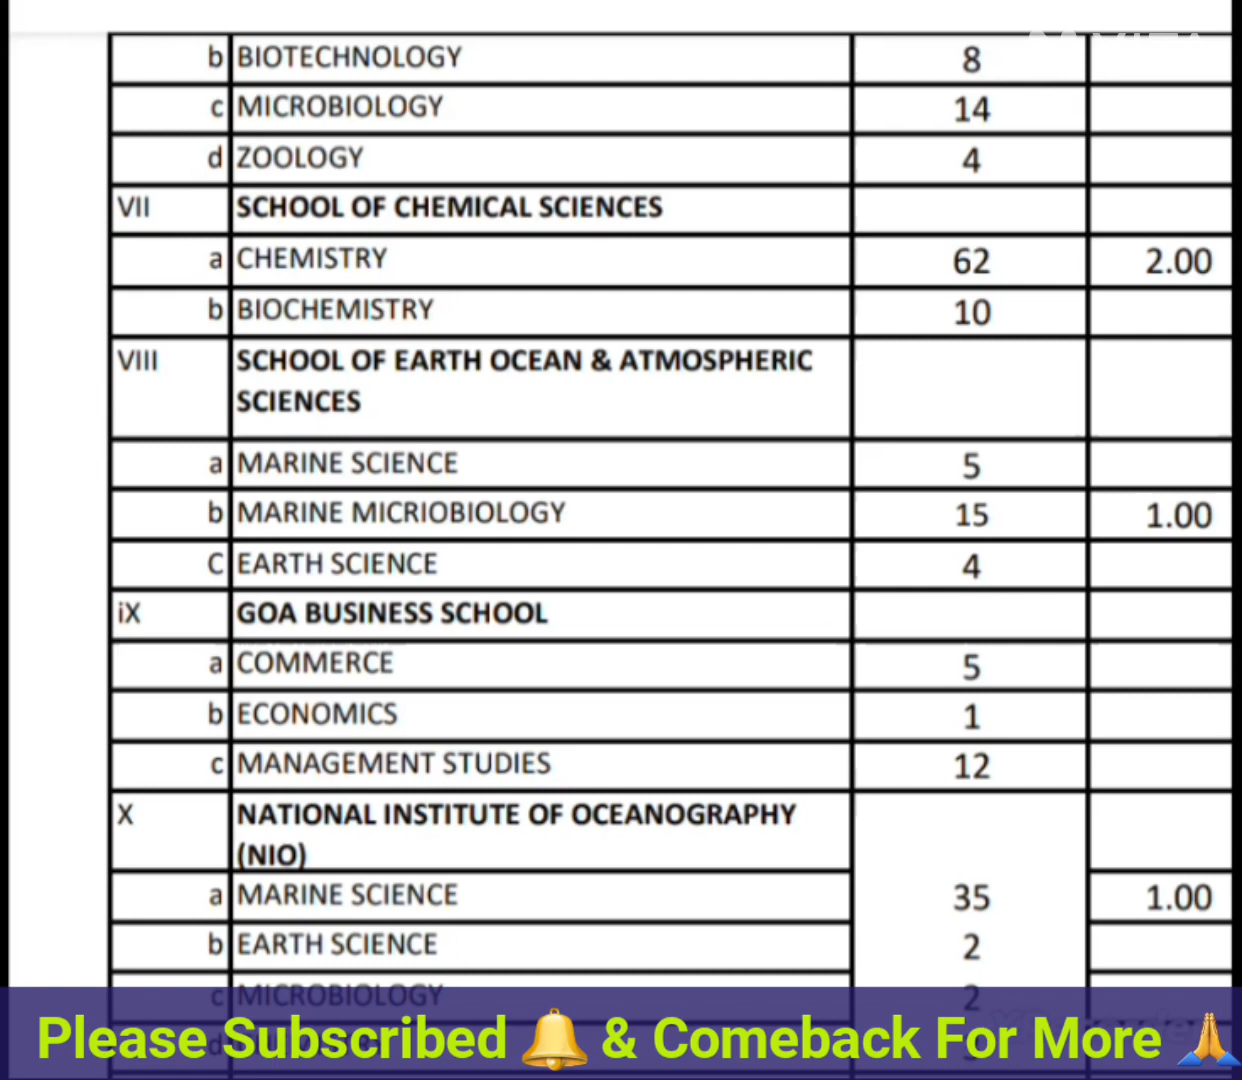 b BIOTECHNOLOGY 8
c MICROBIOLOGY 14
d ZOOLOGY 4
VII SCHOOL OF CHEMICAL SCIENCES
a CHEMISTRY 62 2.00
b BIOCHEMISTRY 10
VIII SCHOOL OF EARTH OCEAN & ATMOSPHERIC
SCIENCES
a MARINE SCIENCE 5
b MARINE MICRIOBIOLOGY 15 1.00
C EARTH SCIENCE 4
iX GOA BUSINESS SCHOOL
a COMMERCE 5
b ECONOMICS 1
c MANAGEMENT STUDIES 12
X NATIONAL INSTITUTE OF OCEANOGRAPHY
(NIO)
a MARINE SCIENCE 35 1.00
b EARTH SCIENCE 2
c MICROBIOLOGY 2
d
Please Subscribed 🔔 & Comeback For More 🙏